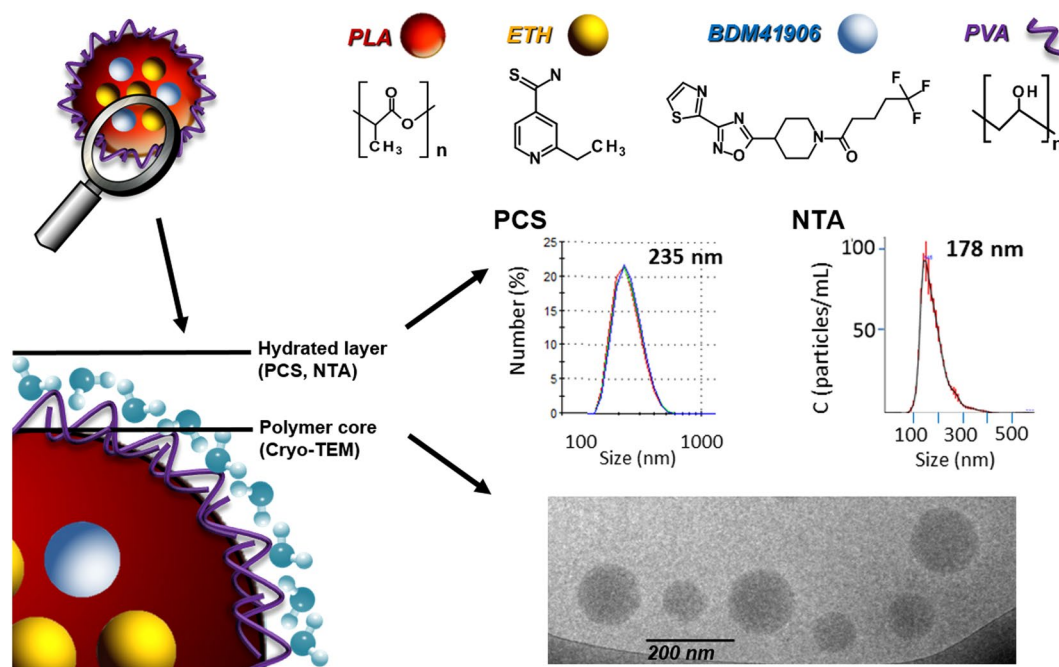 PLA ETH BDM41906 PVA
O
O
CH₃
n
S N
N
CH₃
N
S
N
N
O
N
O
F
F
F
OH
n
PCS
235 nm
Number (%)
25
20
15
10
5
0
100 1000
Size (nm)
NTA
178 nm
C (particles/mL)
100
50
100 300 500
Size (nm)
Hydrated layer
(PCS, NTA)
Polymer core
(Cryo-TEM)
200 nm